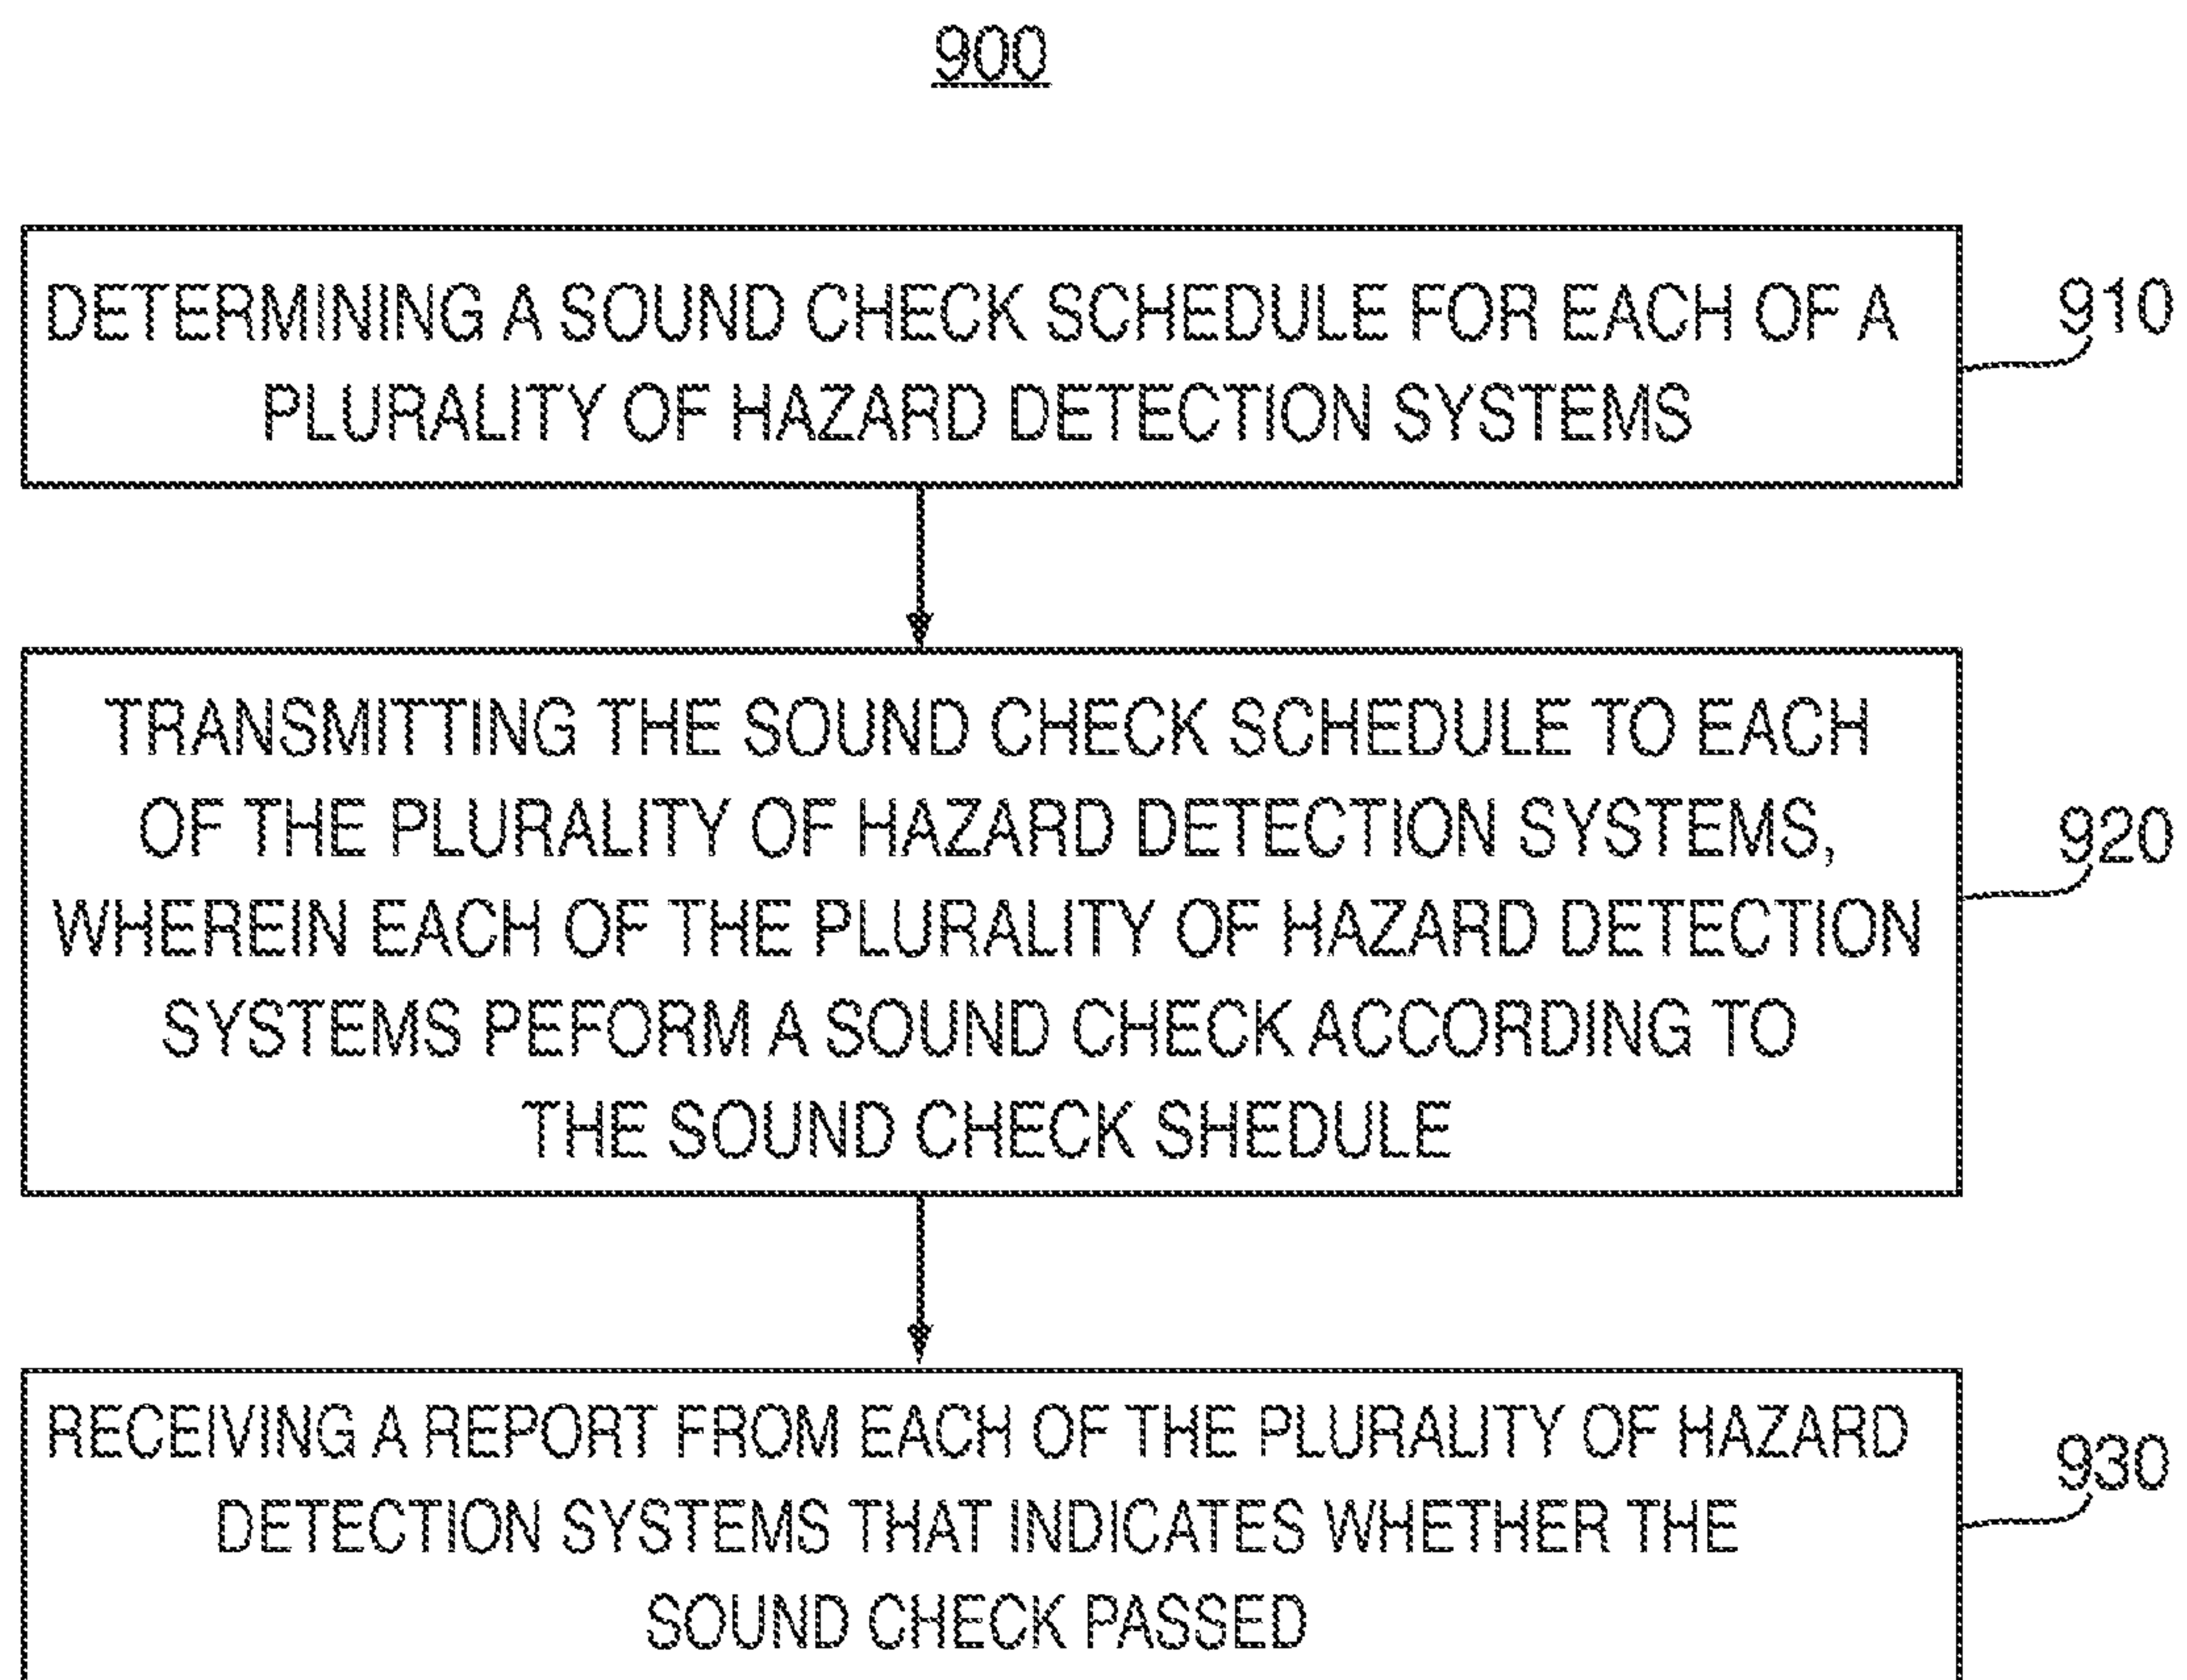 900
DETERMINING A SOUND CHECK SCHEDULE FOR EACH OF A
PLURALITY OF HAZARD DETECTION SYSTEMS
910
TRANSMITTING THE SOUND CHECK SCHEDULE TO EACH
OF THE PLURALITY OF HAZARD DETECTION SYSTEMS,
WHEREIN EACH OF THE PLURALITY OF HAZARD DETECTION
SYSTEMS PEFORM A SOUND CHECK ACCORDING TO
THE SOUND CHECK SHEDULE
920
RECEIVING A REPORT FROM EACH OF THE PLURALITY OF HAZARD
DETECTION SYSTEMS THAT INDICATES WHETHER THE
SOUND CHECK PASSED
930